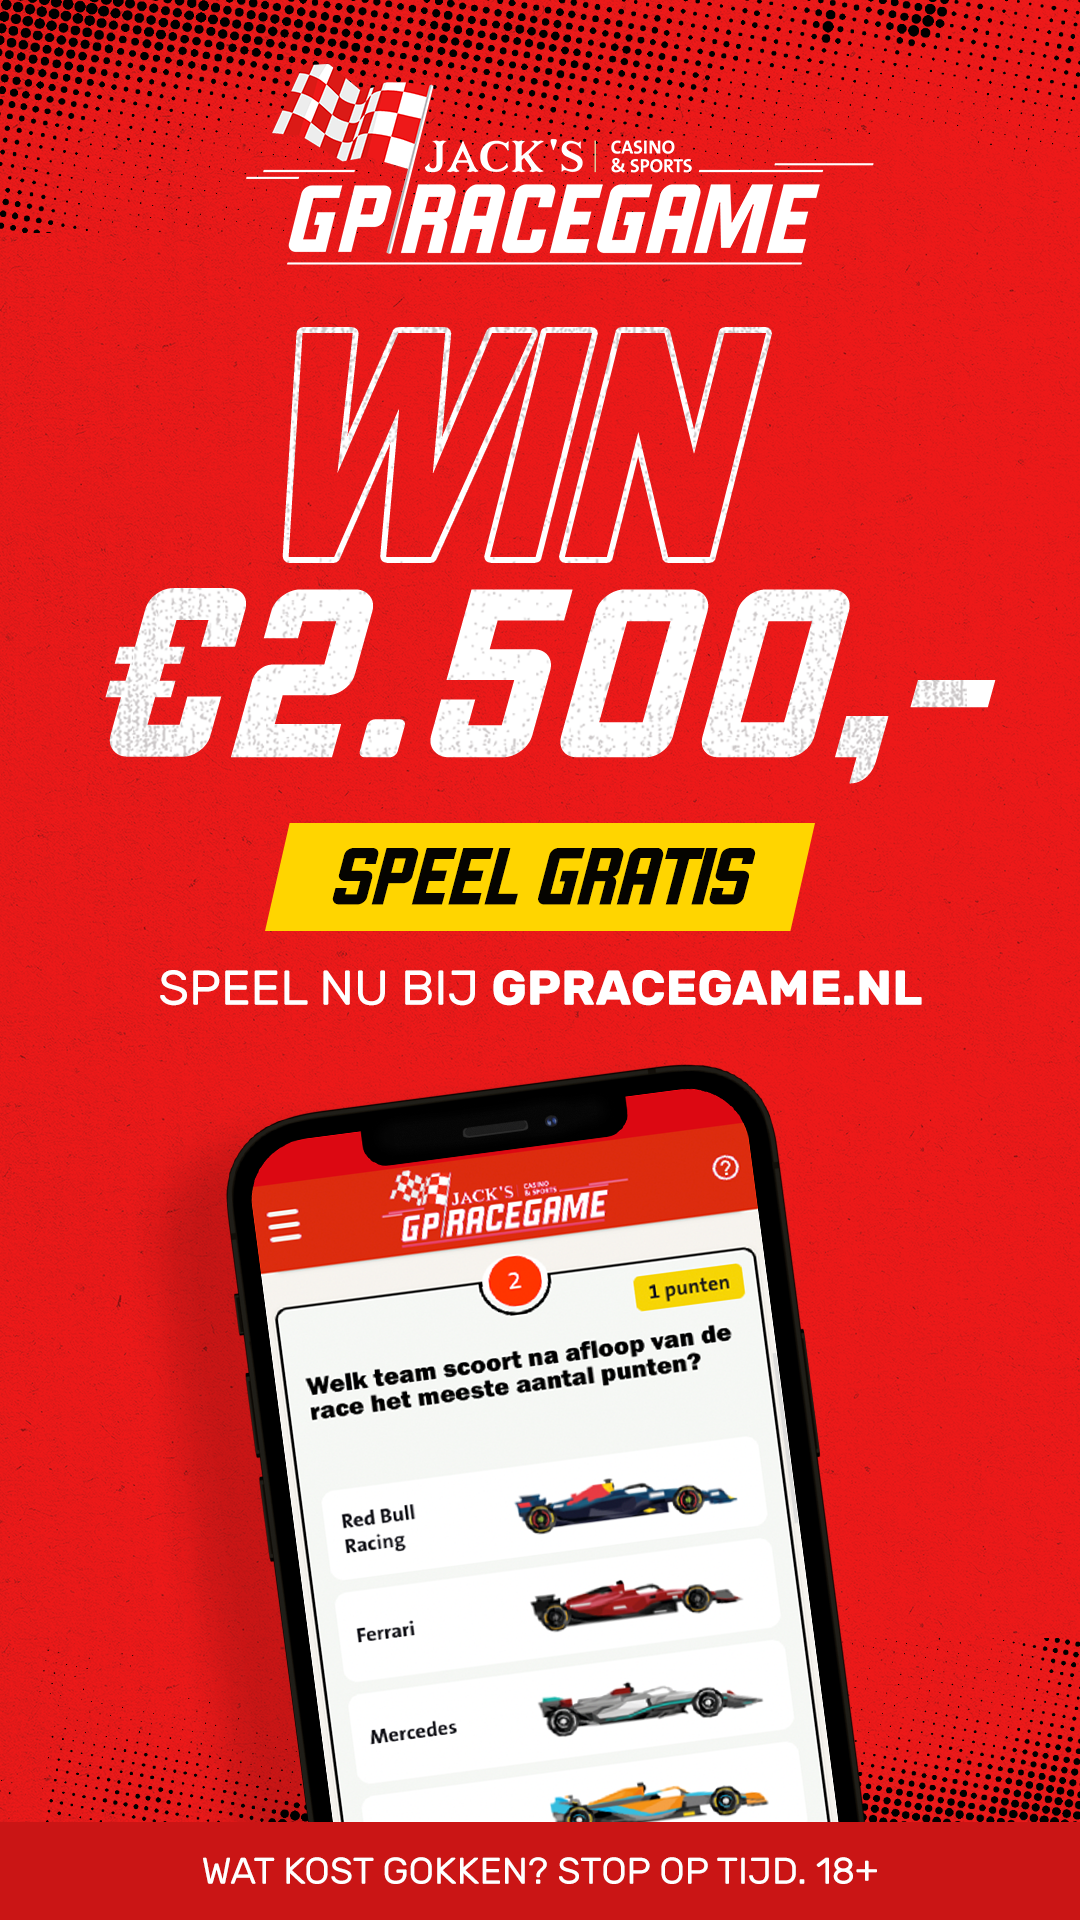 JACK'S CASINO
& SPORTS
GP RACEGAME
WIN
€2.500,-
SPEEL GRATIS
SPEEL NU BIJ GPRACEGAME.NL
JACK'S CASINO
& SPORTS
GP RACEGAME
?
2
1 punten
Welk team scoort na afloop van de
race het meeste aantal punten?
Red Bull
Racing
Ferrari
Mercedes
WAT KOST GOKKEN? STOP OP TIJD. 18+